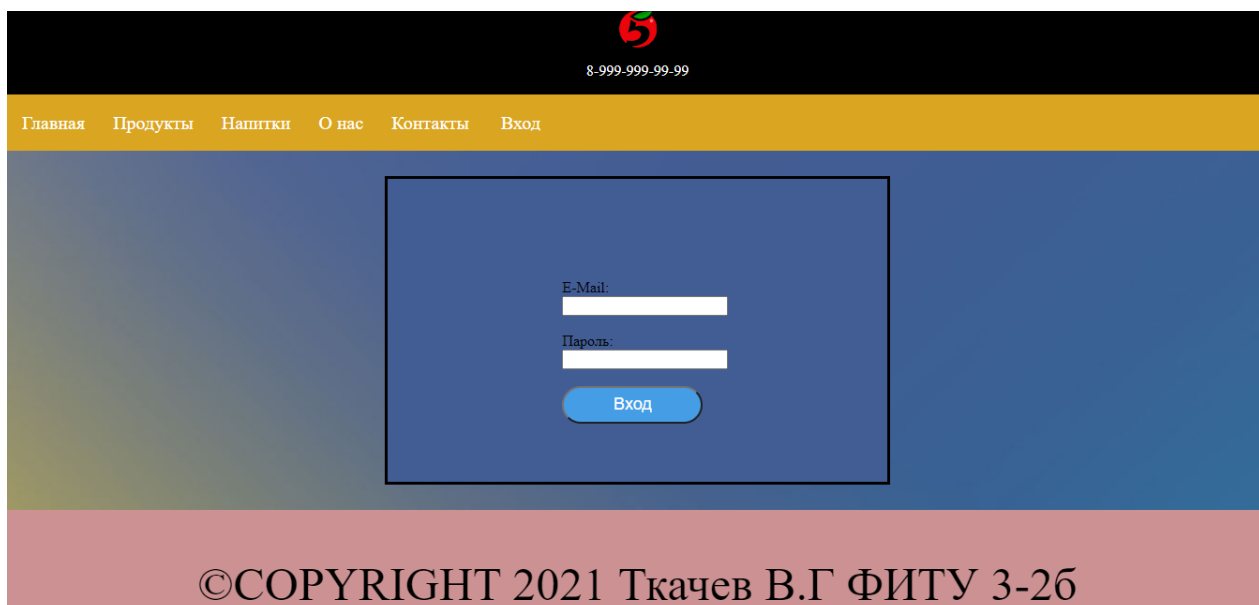 5
8-999-999-99-99
Главная Продукты Напитки О нас Контакты Вход
E-Mail:
Пароль:
Вход
©COPYRIGHT 2021 Ткачев В.Г ФИТУ 3-2б